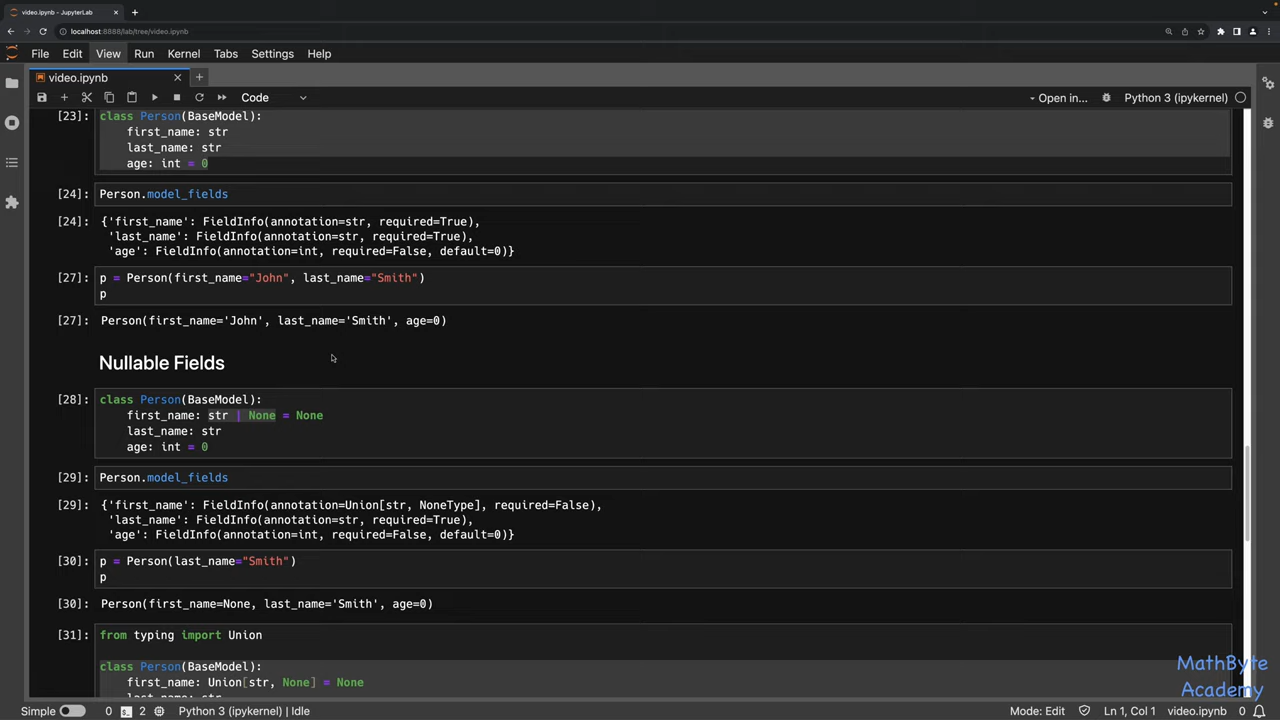 video.ipynb - JupyterLab
localhost:8888/lab/tree/video.ipynb
File Edit View Run Kernel Tabs Settings Help
video.ipynb
Code
Open in...
Python 3 (ipykernel)
[23]: class Person(BaseModel):
first_name: str
last_name: str
age: int = 0
[24]: Person.model_fields
[24]: {'first_name': FieldInfo(annotation=str, required=True),
'last_name': FieldInfo(annotation=str, required=True),
'age': FieldInfo(annotation=int, required=False, default=0)}
[27]: p = Person(first_name="John", last_name="Smith")
p
[27]: Person(first_name='John', last_name='Smith', age=0)
Nullable Fields
[28]: class Person(BaseModel):
first_name: str | None = None
last_name: str
age: int = 0
[29]: Person.model_fields
[29]: {'first_name': FieldInfo(annotation=Union[str, NoneType], required=False),
'last_name': FieldInfo(annotation=str, required=True),
'age': FieldInfo(annotation=int, required=False, default=0)}
[30]: p = Person(last_name="Smith")
p
[30]: Person(first_name=None, last_name='Smith', age=0)
[31]: from typing import Union
class Person(BaseModel):
first_name: Union[str, None] = None
last_name: str
MathByte
Academy
Simple 0 2 Python 3 (ipykernel) | Idle
Mode: Edit Ln 1, Col 1 video.ipynb 0